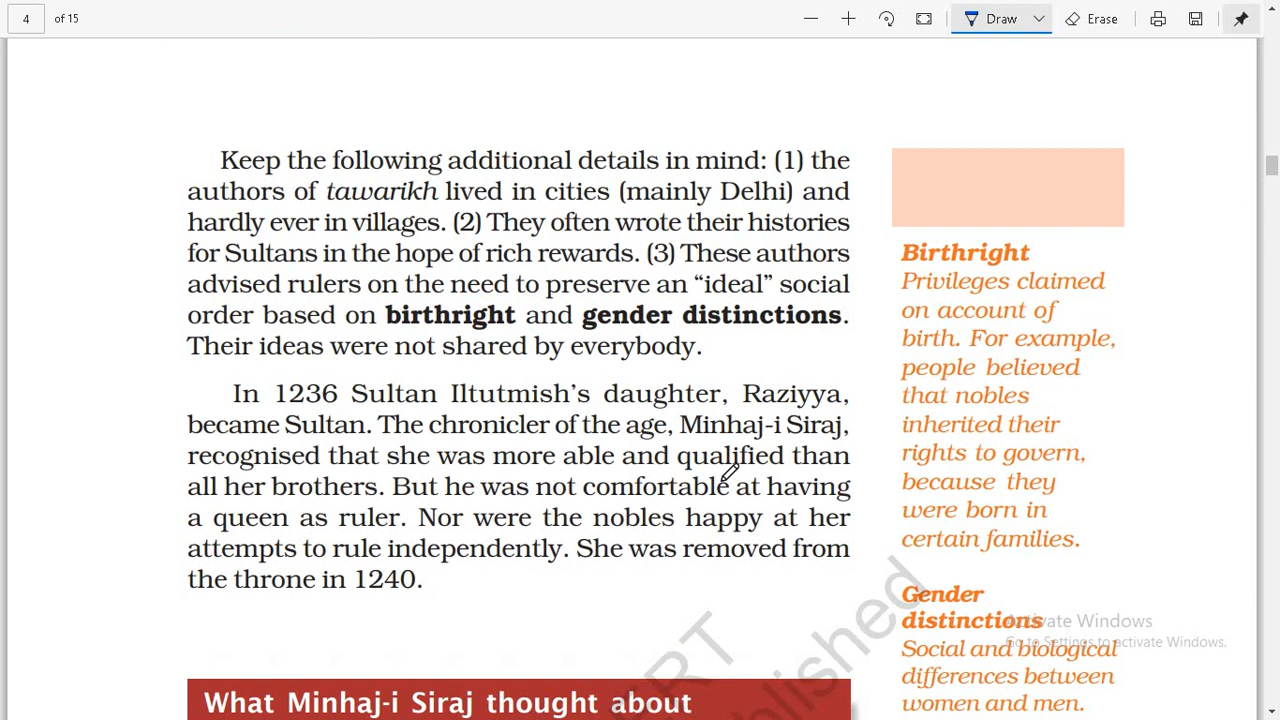 4 of 15
Draw
Erase
Keep the following additional details in mind: (1) the
authors of tawarikh lived in cities (mainly Delhi) and
hardly ever in villages. (2) They often wrote their histories
for Sultans in the hope of rich rewards. (3) These authors
advised rulers on the need to preserve an “ideal” social
order based on birthright and gender distinctions.
Their ideas were not shared by everybody.
In 1236 Sultan Iltutmish’s daughter, Raziyya,
became Sultan. The chronicler of the age, Minhaj-i Siraj,
recognised that she was more able and qualified than
all her brothers. But he was not comfortable at having
a queen as ruler. Nor were the nobles happy at her
attempts to rule independently. She was removed from
the throne in 1240.
What Minhaj-i Siraj thought about
Birthright
Privileges claimed
on account of
birth. For example,
people believed
that nobles
inherited their
rights to govern,
because they
were born in
certain families.
Gender
distinctions
Social and biological
differences between
women and men.
Activate Windows
Go to Settings to activate Windows.